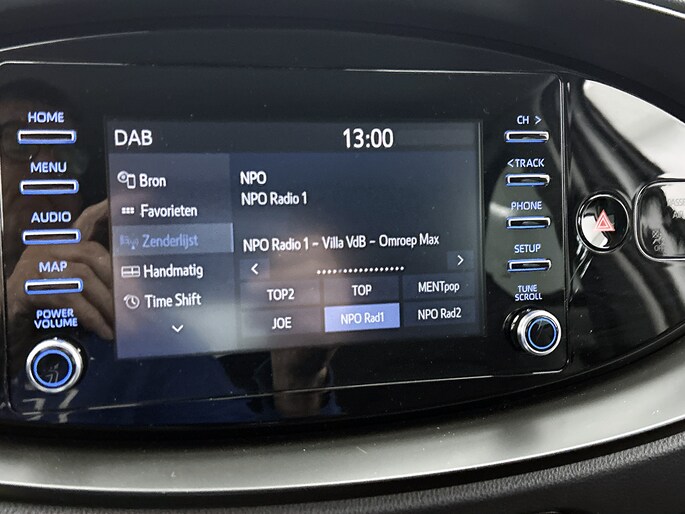 HOME
MENU
AUDIO
MAP
POWER
VOLUME
DAB
13:00
Bron
Favorieten
Zenderlijst
Handmatig
Time Shift
NPO
NPO Radio 1
NPO Radio 1 - Villa VdB - Omroep Max
< >
TOP2 TOP MENTpop
JOE NPO Rad1 NPO Rad2
CH >
< TRACK
PHONE
SETUP
TUNE
SCROLL
OFF